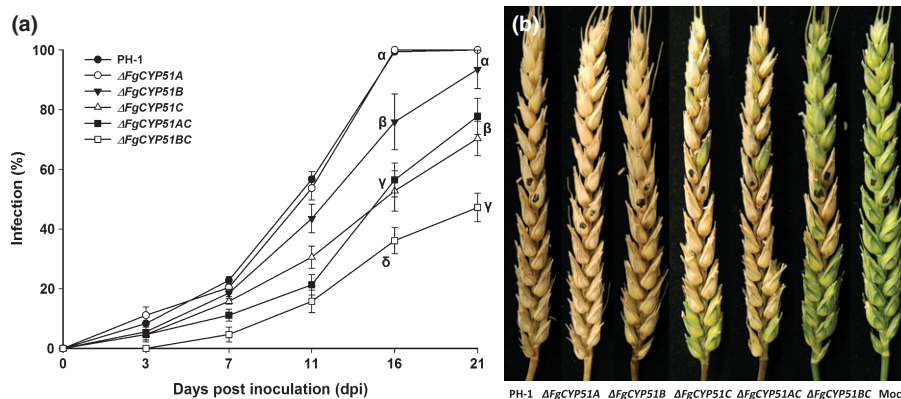 (a)
PH-1
ΔFgCYP51A
ΔFgCYP51B
ΔFgCYP51C
ΔFgCYP51AC
ΔFgCYP51BC
Infection (%)
100
80
60
40
20
0
α
α
β
β
γ
γ
δ
0
3
7
11
16
21
Days post inoculation (dpi)
(b)
PH-1 ΔFgCYP51A ΔFgCYP51B ΔFgCYP51C ΔFgCYP51AC ΔFgCYP51BC Moc